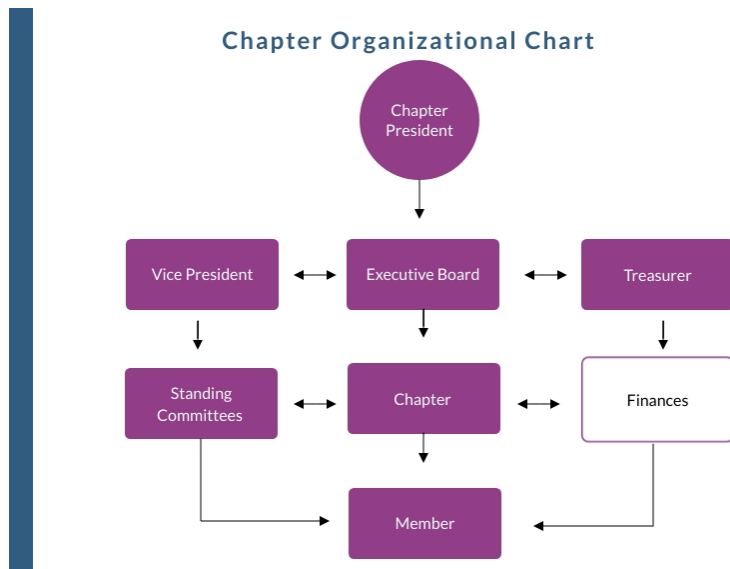 Chapter Organizational Chart
Chapter
President
Vice President
Executive Board
Treasurer
Standing
Committees
Chapter
Finances
Member